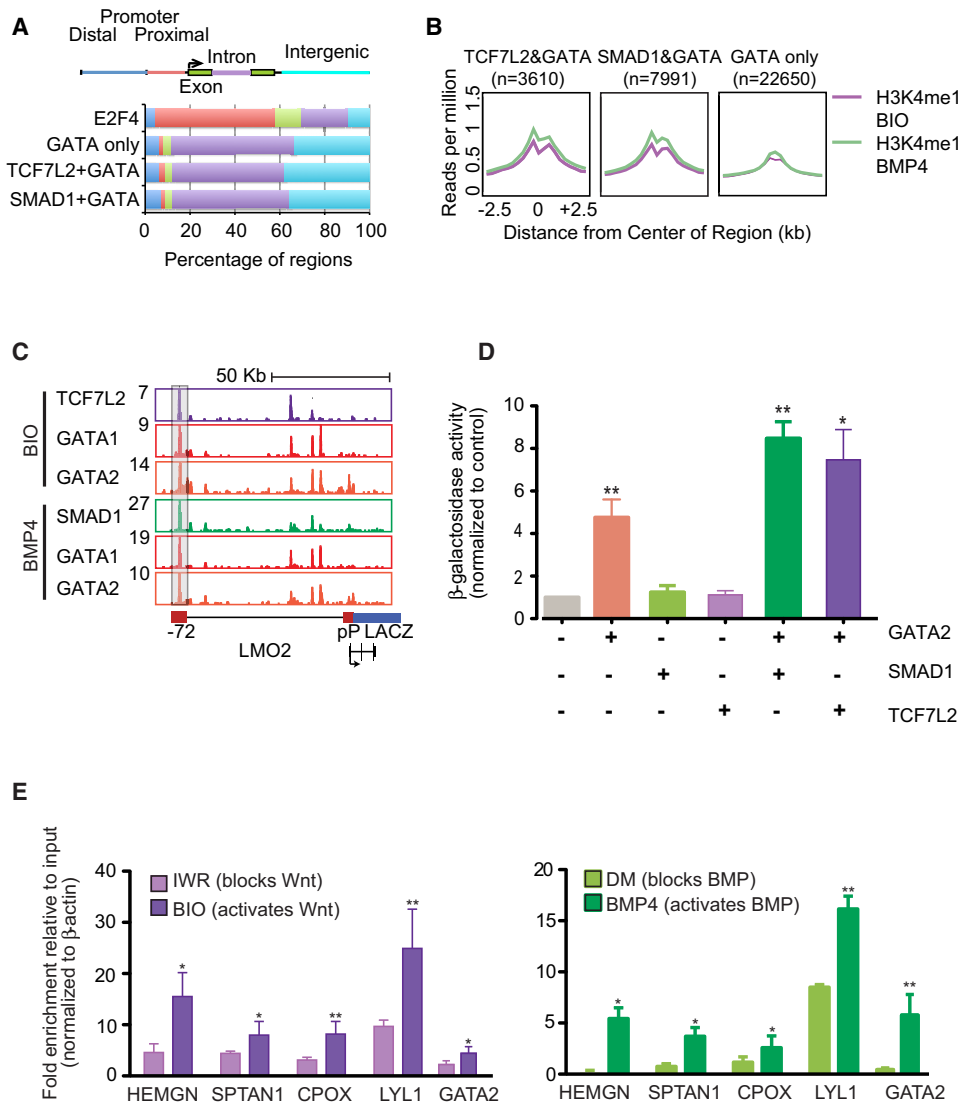 A
Promoter
Distal Proximal
Intron
Intergenic
Exon
E2F4
GATA only
TCF7L2+GATA
SMAD1+GATA
0 20 40 60 80 100
Percentage of regions
B
TCF7L2&GATA SMAD1&GATA GATA only
(n=3610) (n=7991) (n=22650)
Reads per million
1.5
1
0.5
0
-2.5 0 +2.5
Distance from Center of Region (kb)
H3K4me1
BIO
H3K4me1
BMP4
C
50 Kb
BIO
TCF7L2 7
GATA1 9
GATA2 14
BMP4
SMAD1 27
GATA1 19
GATA2 10
-72 pP LACZ
LMO2
D
β-galactosidase activity
(normalized to control)
10
8
6
4
2
0
** ** *
- + - - + + GATA2
- - + - + - SMAD1
- - - + - + TCF7L2
E
Fold enrichment relative to input
(normalized to β-actin)
40
30
20
10
0
IWR (blocks Wnt)
BIO (activates Wnt)
* * ** ** *
HEMGN SPTAN1 CPOX LYL1 GATA2
20
15
10
5
0
DM (blocks BMP)
BMP4 (activates BMP)
* * * ** **
HEMGN SPTAN1 CPOX LYL1 GATA2